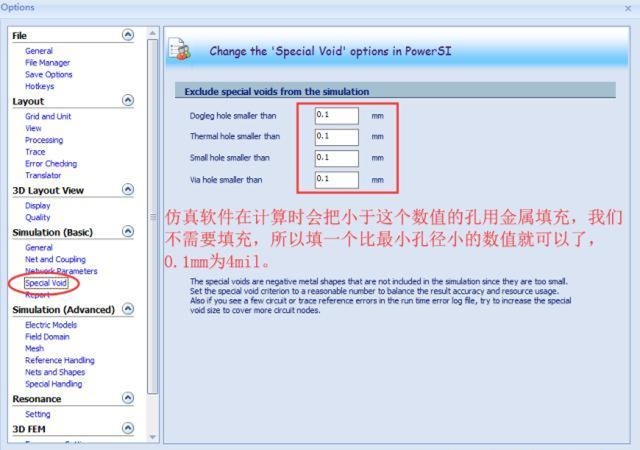 Options
File
General
File Manager
Save Options
Hotkeys
Layout
Grid and Unit
View
Processing
Trace
Error Checking
Translator
3D Layout View
Display
Quality
Simulation (Basic)
General
Net and Coupling
Network Parameters
Special Void
Report
Simulation (Advanced)
Electric Models
Field Domain
Mesh
Reference Handling
Nets and Shapes
Special Handling
Resonance
Setting
3D FEM
Change the 'Special Void' options in PowerSI
Exclude special voids from the simulation
Dogleg hole smaller than 0.1 mm
Thermal hole smaller than 0.1 mm
Small hole smaller than 0.1 mm
Via hole smaller than 0.1 mm
仿真软件在计算时会把小于这个数值的孔用金属填充，我们
不需要填充，所以填一个比最小孔径小的数值就可以了，
0.1mm为4mil。
The special voids are negative metal shapes that are not included in the simulation since they are too small.
Set the special void criterion to a reasonable number to balance the result accuracy and resource usage.
Also if you see a few circuit or trace reference errors in the run time error log file, try to increase the special
void size to cover more circuit nodes.